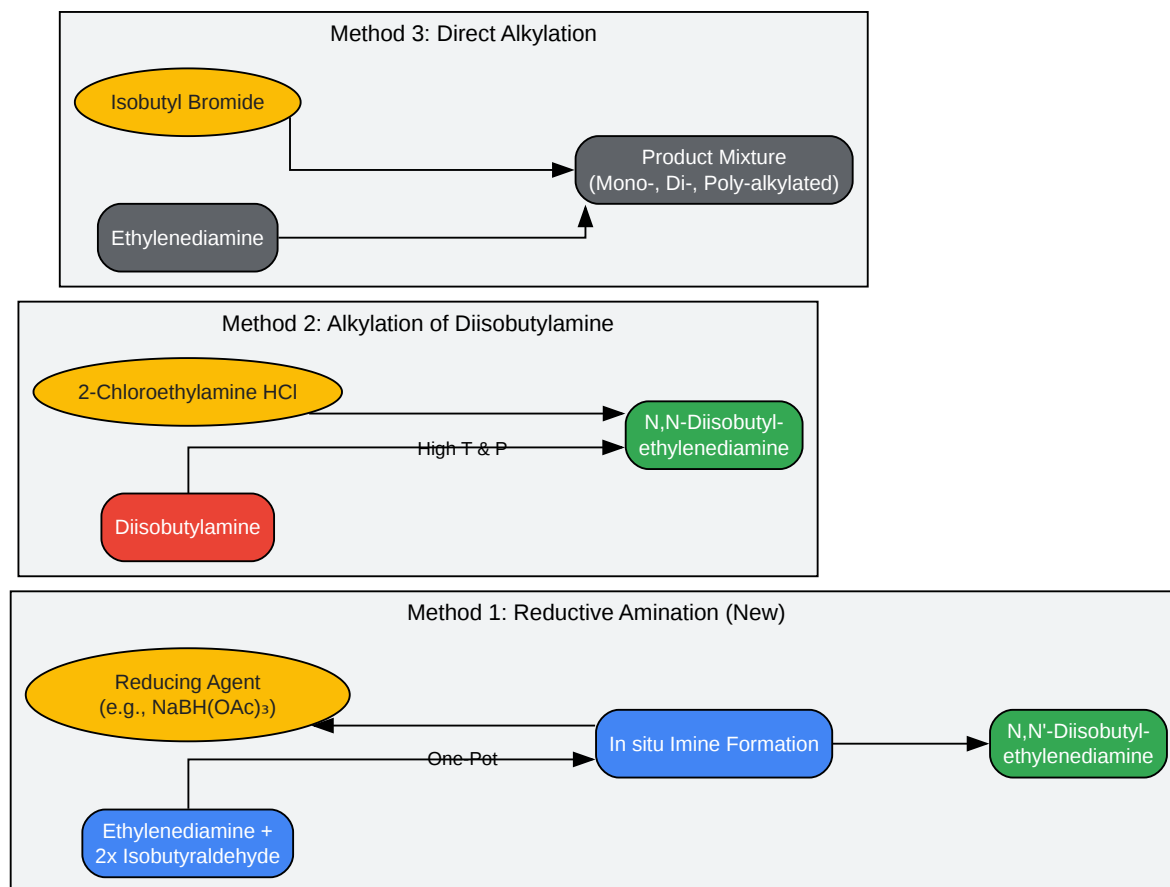 Method 3: Direct Alkylation
Isobutyl Bromide
Product Mixture
(Mono-, Di-, Poly-alkylated)
Ethylenediamine
Method 2: Alkylation of Diisobutylamine
2-Chloroethylamine HCl
N,N-Diisobutyl-
ethylenediamine
High T & P
Diisobutylamine
Method 1: Reductive Amination (New)
Reducing Agent
(e.g., NaBH(OAc)₃)
In situ Imine Formation
N,N'-Diisobutyl-
ethylenediamine
One-Pot
Ethylenediamine +
2x Isobutyraldehyde